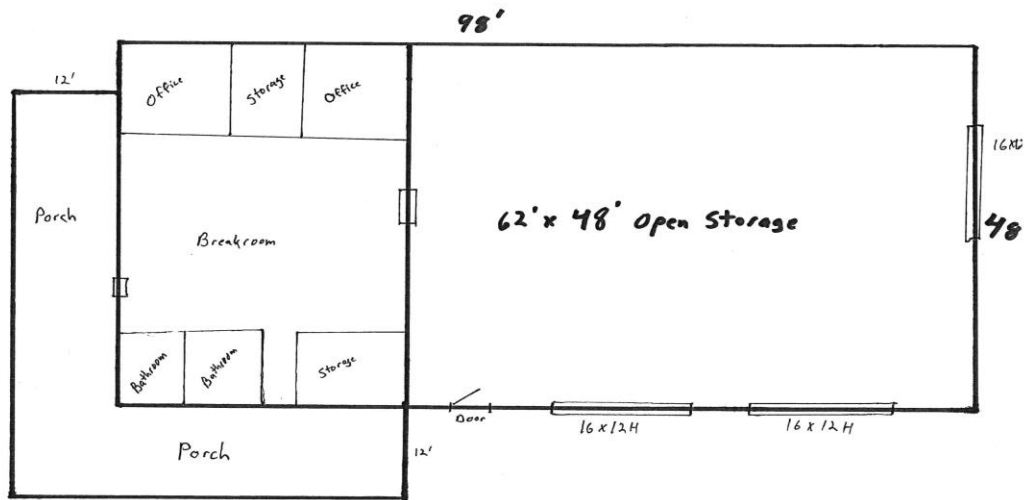 98'
12'
Office
Storage
Office
Porch
Breakroom
62' x 48' Open Storage
48
Bathroom
Bathroom
Storage
Door
16 x 12H
16 x 12H
Porch
12'